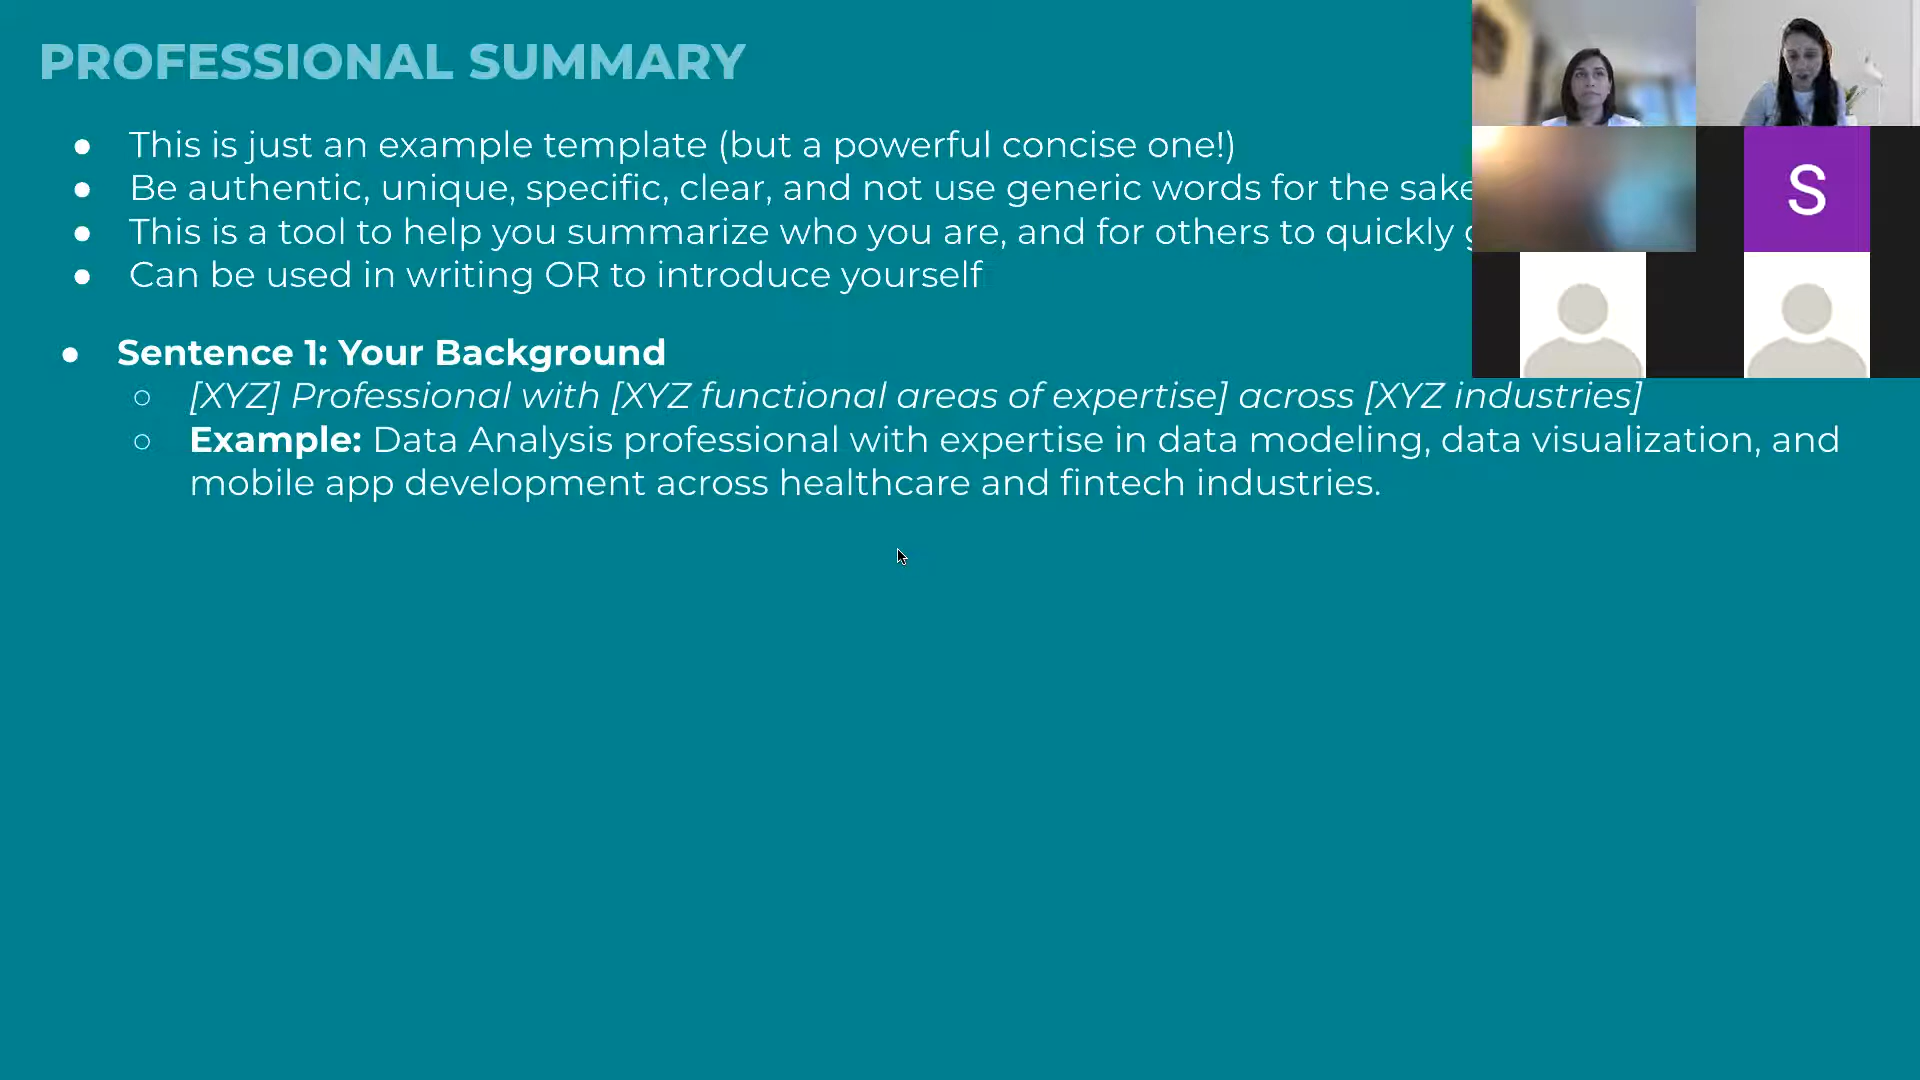 PROFESSIONAL SUMMARY
● This is just an example template (but a powerful concise one!)
● Be authentic, unique, specific, clear, and not use generic words for the sake
● This is a tool to help you summarize who you are, and for others to quickly
● Can be used in writing OR to introduce yourself
● Sentence 1: Your Background
○ [XYZ] Professional with [XYZ functional areas of expertise] across [XYZ industries]
○ Example: Data Analysis professional with expertise in data modeling, data visualization, and
mobile app development across healthcare and fintech industries.
S